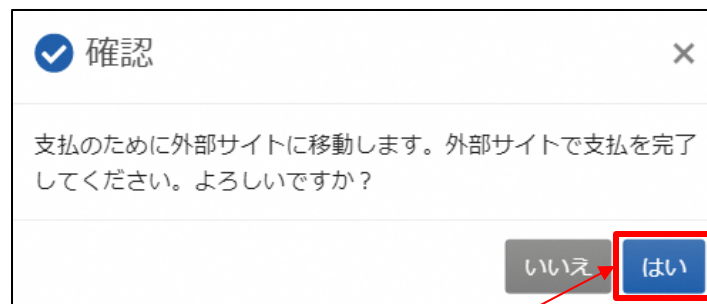 確認
支払のために外部サイトに移動します。外部サイトで支払を完了
してください。よろしいですか？
いいえ はい